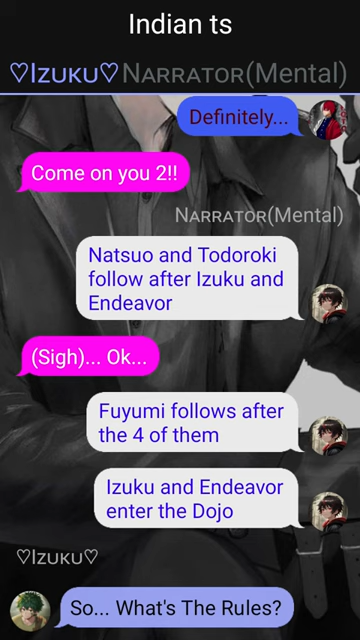 Indian ts
♡Izuku♡ Narrator(Mental)
Definitely...
Come on you 2!!
Narrator(Mental)
Natsuo and Todoroki
follow after Izuku and
Endeavor
(Sigh)... Ok...
Fuyumi follows after
the 4 of them
Izuku and Endeavor
enter the Dojo
♡Izuku♡
So... What's The Rules?